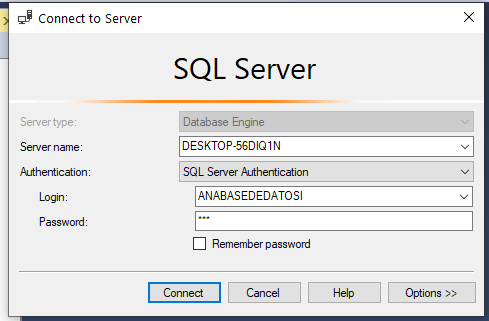 Connect to Server
SQL Server
Server type: Database Engine
Server name: DESKTOP-56DIQ1N
Authentication: SQL Server Authentication
Login: ANABASEDEDATOSI
Password: ***
Remember password
Connect Cancel Help Options >>